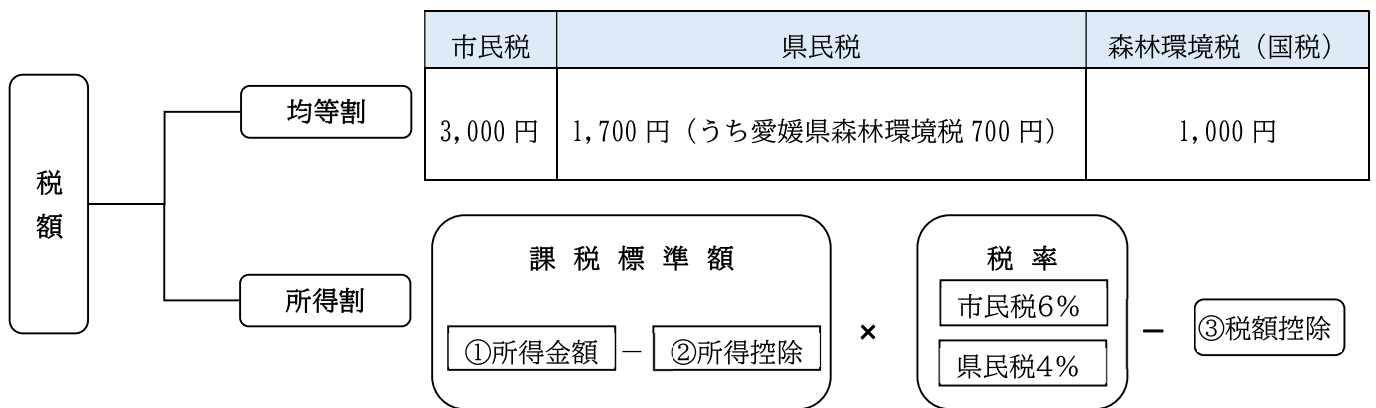 税額
均等割
市民税 県民税 森林環境税（国税）
3,000 円 1,700 円（うち愛媛県森林環境税 700 円） 1,000 円
所得割
課税標準額
①所得金額 － ②所得控除
×
税率
市民税6%
県民税4%
－
③税額控除